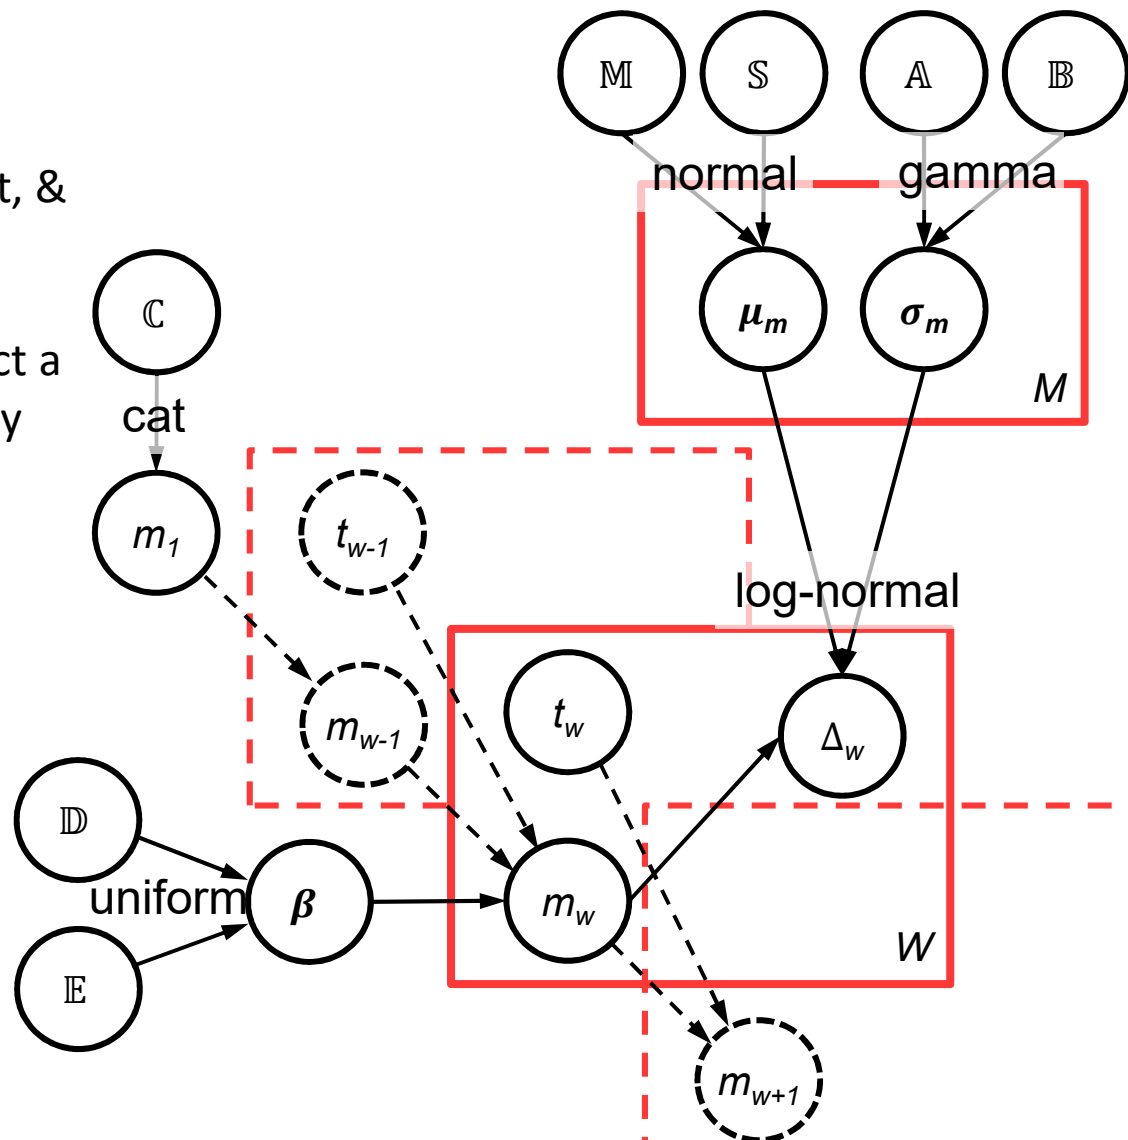 𝕄 𝕊 𝔸 𝔹
t, &
normal gamma
ℂ
μm σm
ct a
y
cat
M
m1
tw-1
log-normal
mw-1
tw
Δw
𝔻
uniform
β
mw
W
𝔼
mw+1